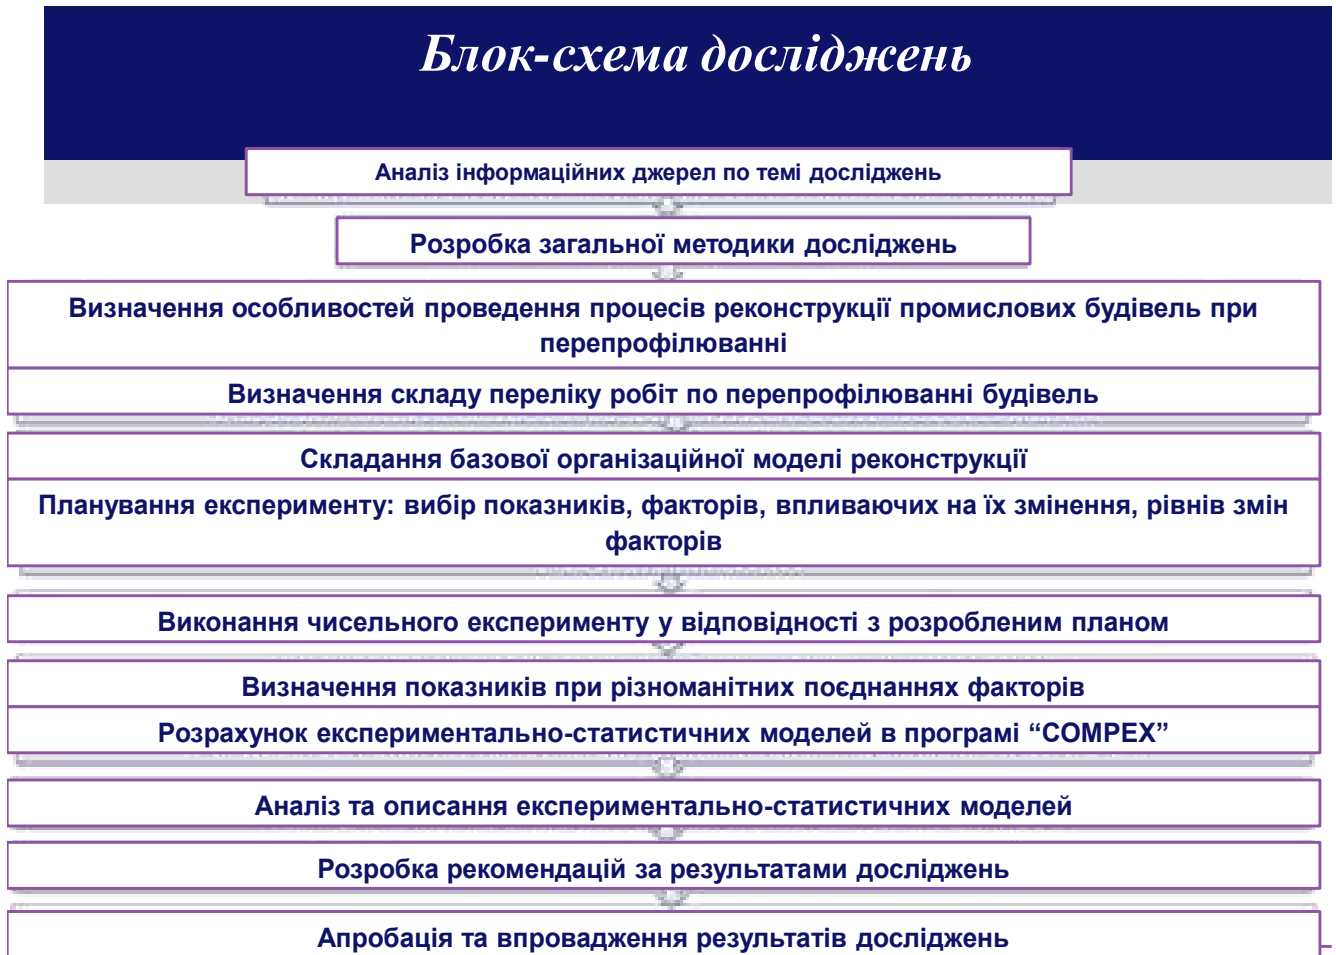 Блок-схема досліджень
Аналіз інформаційних джерел по темі досліджень
Розробка загальної методики досліджень
Визначення особливостей проведення процесів реконструкції промислових будівель при
перепрофілюванні
Визначення складу переліку робіт по перепрофілюванні будівель
Складання базової організаційної моделі реконструкції
Планування експерименту: вибір показників, факторів, впливаючих на їх змінення, рівнів змін
факторів
Виконання чисельного експерименту у відповідності з розробленим планом
Визначення показників при різноманітних поєднаннях факторів
Розрахунок експериментально-статистичних моделей в програмі “COMPEX”
Аналіз та описання експериментально-статистичних моделей
Розробка рекомендацій за результатами досліджень
Апробація та впровадження результатів досліджень